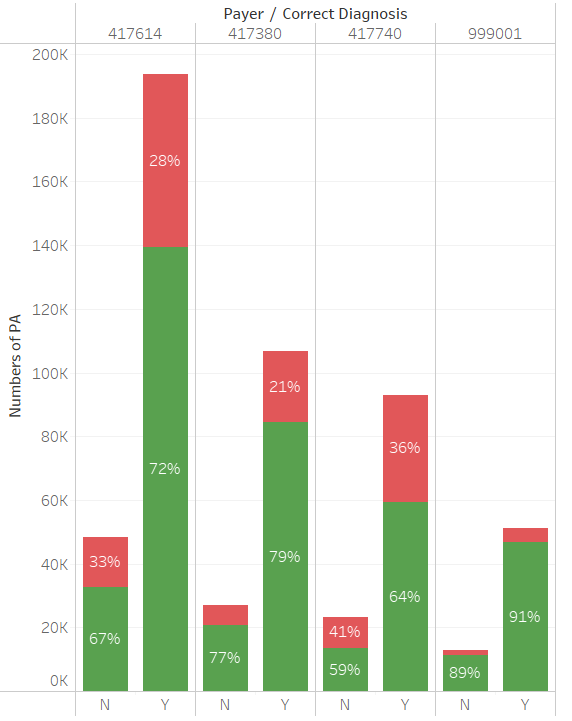 Payer / Correct Diagnosis
417614 417380 417740 999001
Numbers of PA
200K
180K
160K
140K
120K
100K
80K
60K
40K
20K
0K
33%
67%
28%
72%
77%
21%
79%
41%
59%
36%
64%
89%
91%
N Y N Y N Y N Y